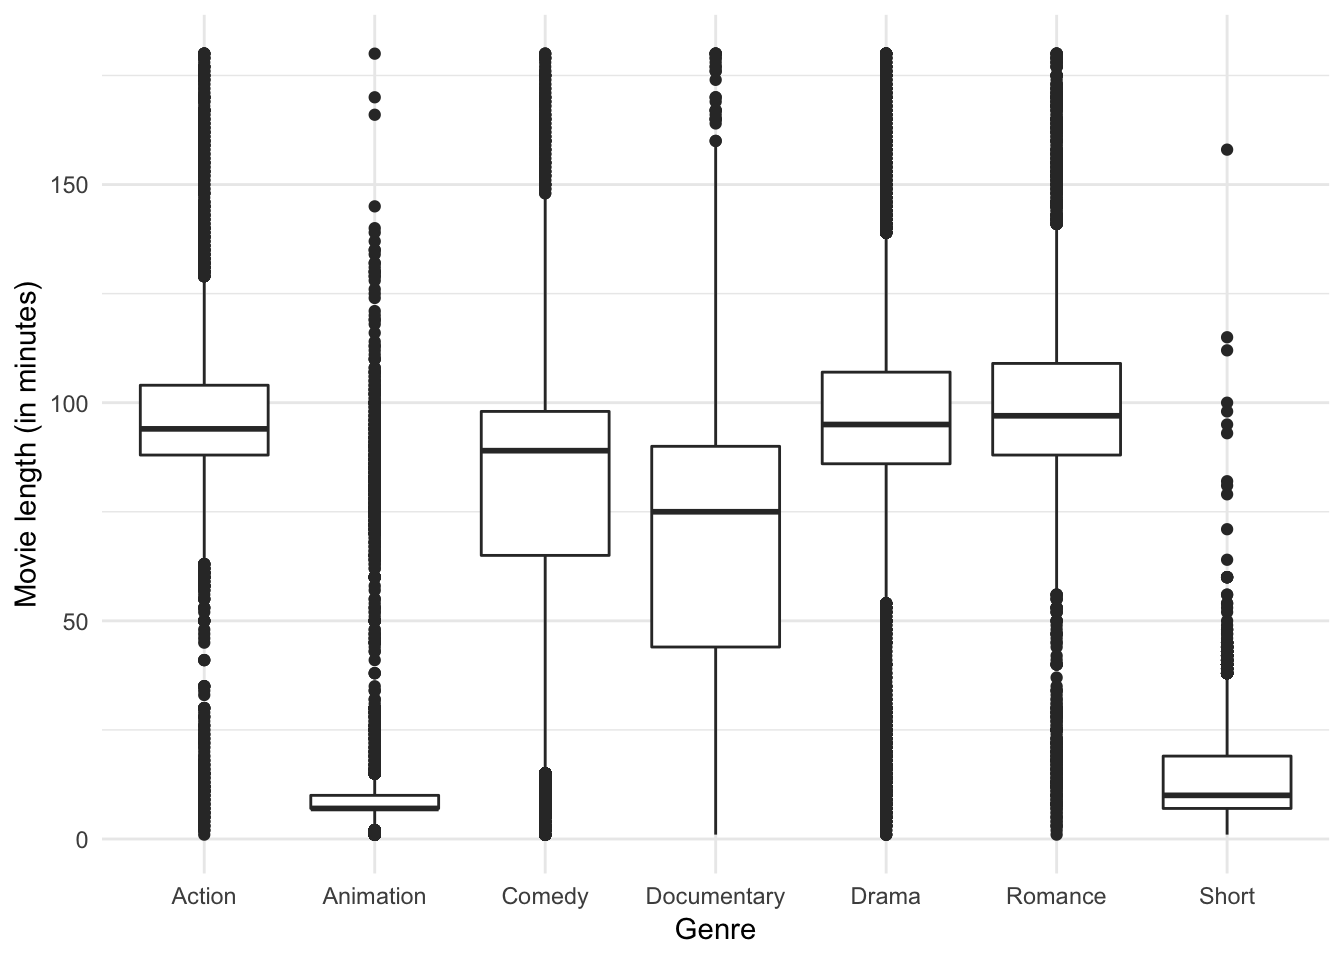 Movie length (in minutes)
150
100
50
0
Action Animation Comedy Documentary Drama Romance Short
Genre